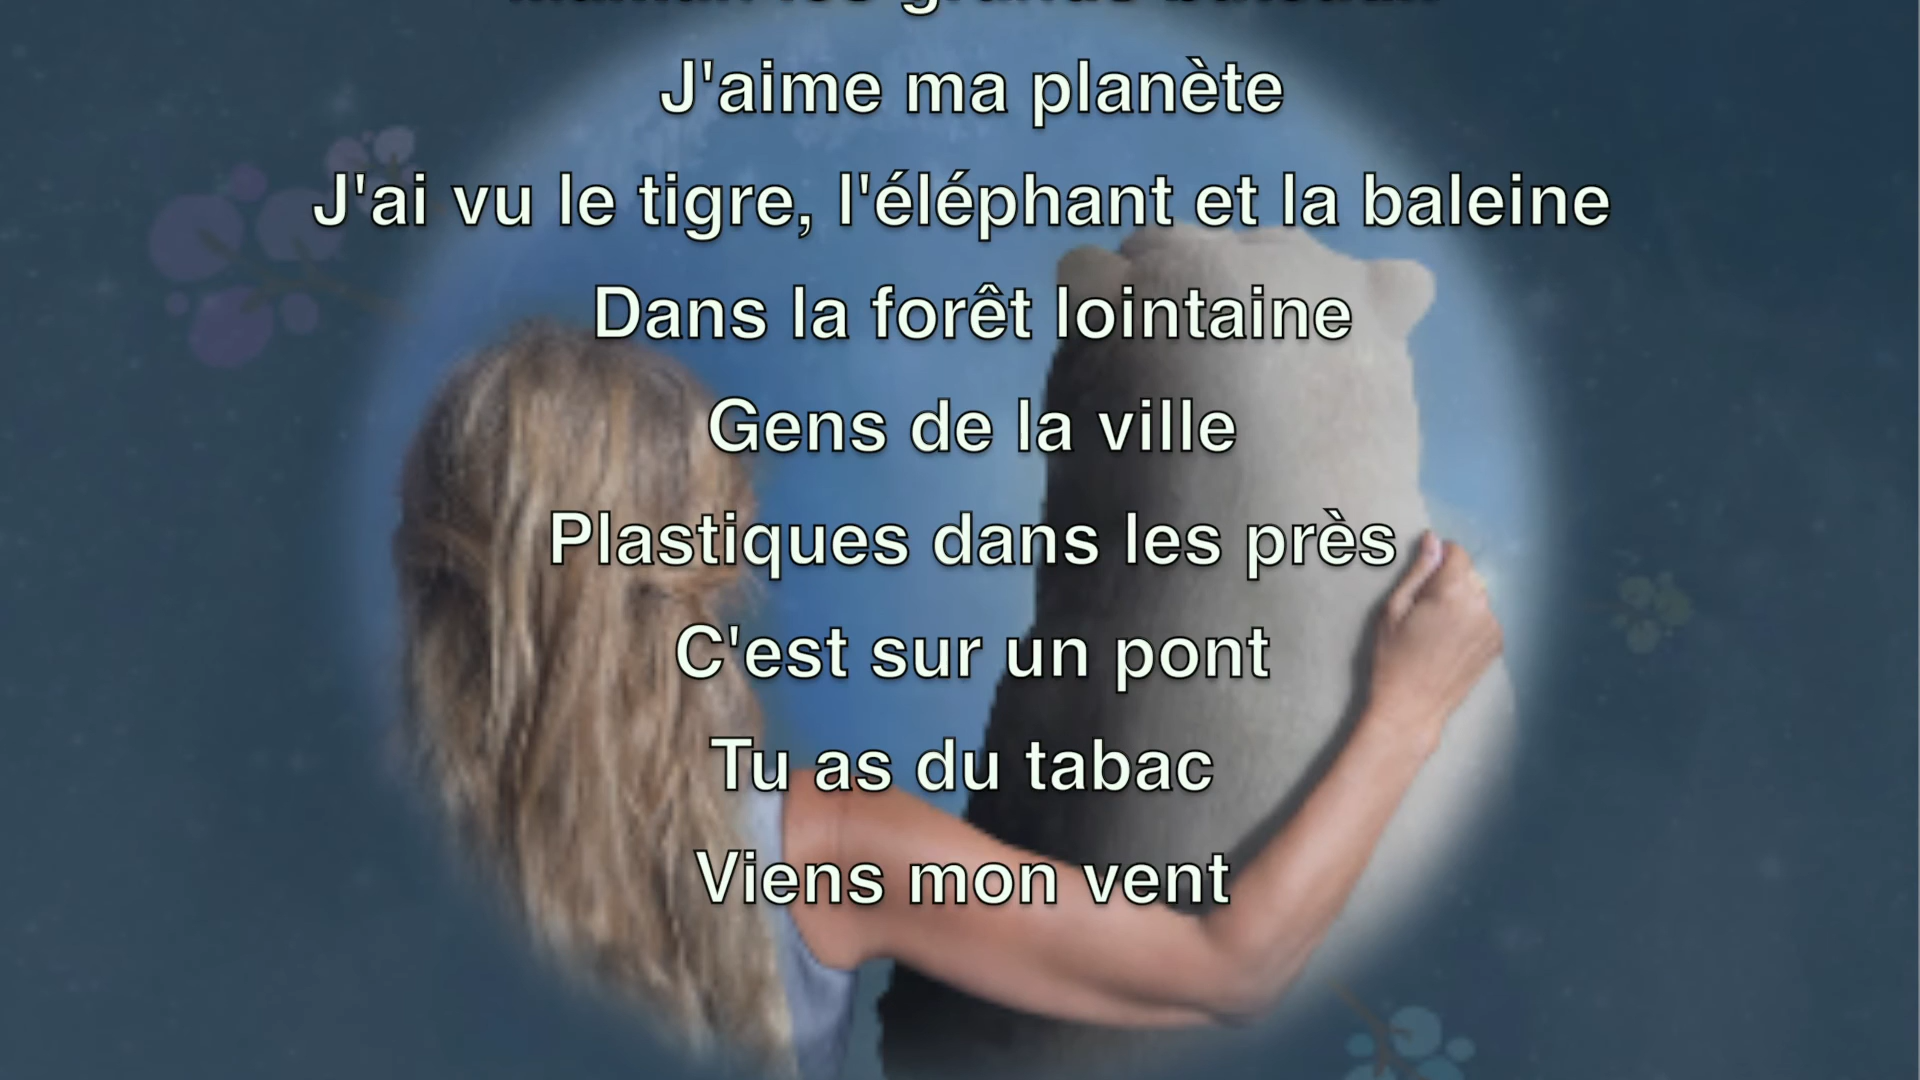 J'aime ma planète
J'ai vu le tigre, l'éléphant et la baleine
Dans la forêt lointaine
Gens de la ville
Plastiques dans les près
C'est sur un pont
Tu as du tabac
Viens mon vent